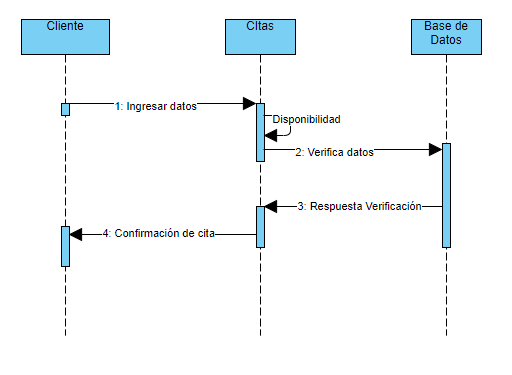 Cliente
CItas
Base de
Datos
1: Ingresar datos
Disponibilidad
2: Verifica datos
3: Respuesta Verificación
4: Confirmación de cita